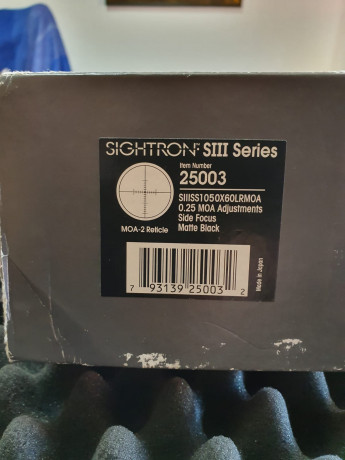 SIGHTRON® SIII Series
Item Number
25003
SIIISS1050X60LRMOA
0.25 MOA Adjustments
Side Focus
Matte Black
MOA-2 Reticle
7 93139 25003 2
Made in Japan